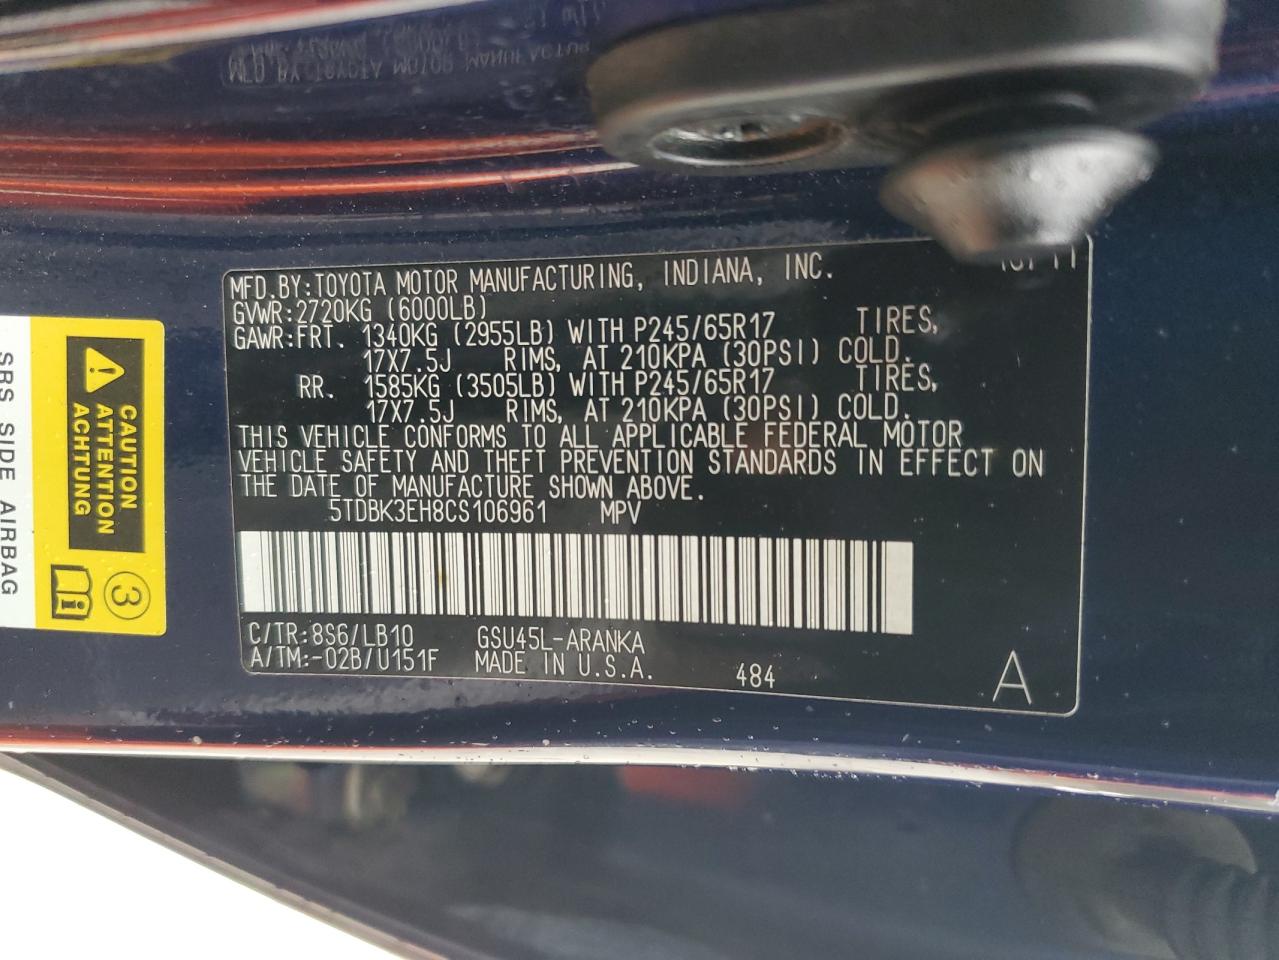 MFD.BY:TOYOTA MOTOR MANUFACTURING, INDIANA, INC.
GVWR:2720KG (6000LB)
GAWR:FRT. 1340KG (2955LB) WITH P245/65R17 TIRES,
17X7.5J RIMS, AT 210KPA (30PSI) COLD.
RR. 1585KG (3505LB) WITH P245/65R17 TIRES,
17X7.5J RIMS, AT 210KPA (30PSI) COLD.
THIS VEHICLE CONFORMS TO ALL APPLICABLE FEDERAL MOTOR
VEHICLE SAFETY AND THEFT PREVENTION STANDARDS IN EFFECT ON
THE DATE OF MANUFACTURE SHOWN ABOVE.
5TDBK3EH8CS106961 MPV
C/TR:8S6/LB10 GSU45L-ARANKA
A/TM:-02B/U151F MADE IN U.S.A. 484
A
CAUTION
ATTENTION
ACHTUNG
3
SRS SIDE AIRBAG